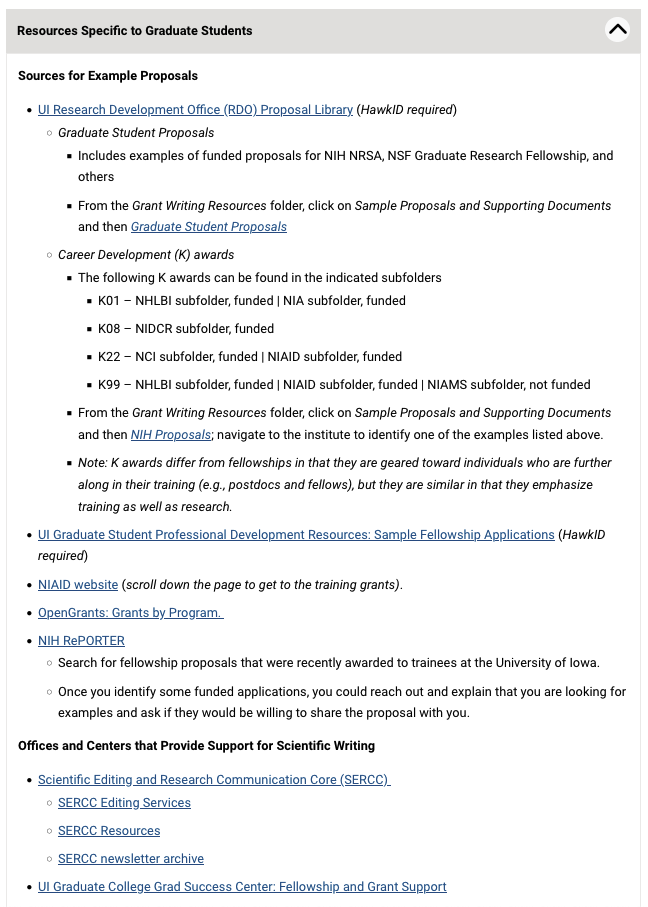 Resources Specific to Graduate Students
Sources for Example Proposals
• UI Research Development Office (RDO) Proposal Library (HawkID required)
○ Graduate Student Proposals
▪ Includes examples of funded proposals for NIH NRSA, NSF Graduate Research Fellowship, and
others
▪ From the Grant Writing Resources folder, click on Sample Proposals and Supporting Documents
and then Graduate Student Proposals
○ Career Development (K) awards
▪ The following K awards can be found in the indicated subfolders
▪ K01 – NHLBI subfolder, funded | NIA subfolder, funded
▪ K08 – NIDCR subfolder, funded
▪ K22 – NCI subfolder, funded | NIAID subfolder, funded
▪ K99 – NHLBI subfolder, funded | NIAID subfolder, funded | NIAMS subfolder, not funded
▪ From the Grant Writing Resources folder, click on Sample Proposals and Supporting Documents
and then NIH Proposals; navigate to the institute to identify one of the examples listed above.
▪ Note: K awards differ from fellowships in that they are geared toward individuals who are further
along in their training (e.g., postdocs and fellows), but they are similar in that they emphasize
training as well as research.
• UI Graduate Student Professional Development Resources: Sample Fellowship Applications (HawkID
required)
• NIAID website (scroll down the page to get to the training grants).
• OpenGrants: Grants by Program.
• NIH RePORTER
○ Search for fellowship proposals that were recently awarded to trainees at the University of Iowa.
○ Once you identify some funded applications, you could reach out and explain that you are looking for
examples and ask if they would be willing to share the proposal with you.
Offices and Centers that Provide Support for Scientific Writing
• Scientific Editing and Research Communication Core (SERCC)
○ SERCC Editing Services
○ SERCC Resources
○ SERCC newsletter archive
• UI Graduate College Grad Success Center: Fellowship and Grant Support